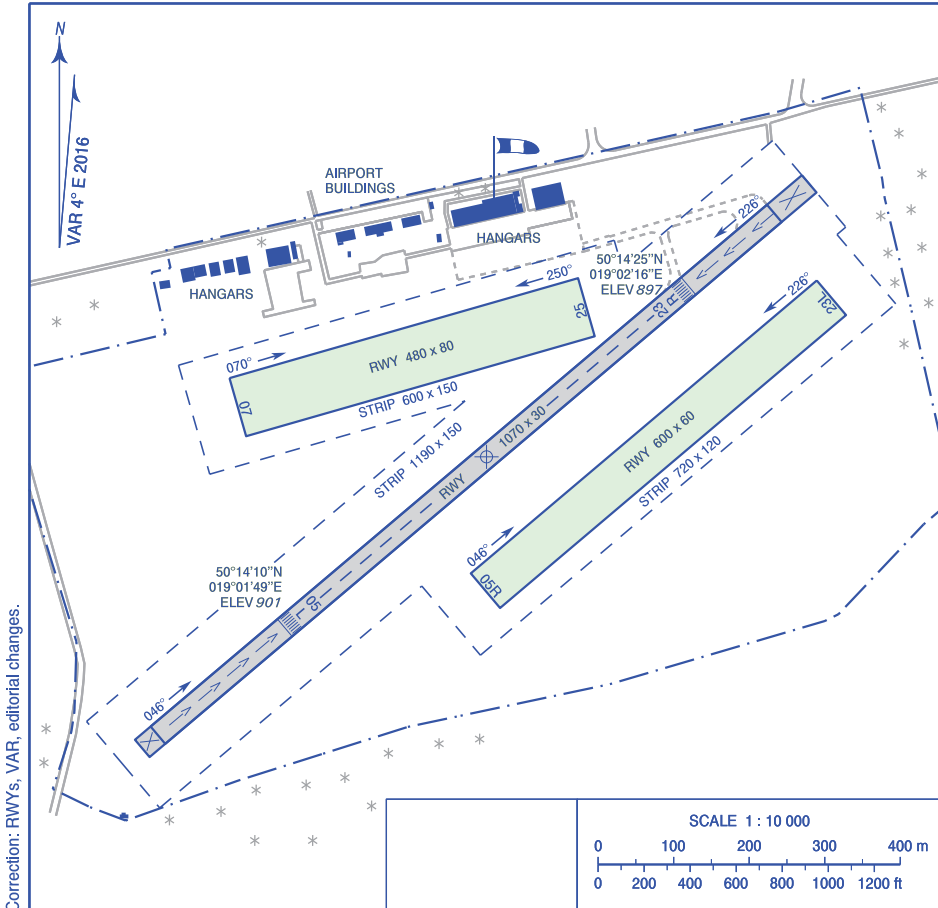 N
VAR 4° E 2016
AIRPORT
BUILDINGS
HANGARS
HANGARS
226°
50°14'25"N
019°02'16"E
ELEV 897
250°
25
226°
23L
23
R
070°
07
RWY 480 x 80
STRIP 600 x 150
STRIP 1190 x 150
RWY 1070 x 30
RWY 600 x 60
STRIP 720 x 120
046°
05R
50°14'10"N
019°01'49"E
ELEV 901
05
L
046°
Correction: RWYs, VAR, editorial changes.
SCALE 1 : 10 000
0 100 200 300 400 m
0 200 400 600 800 1000 1200 ft